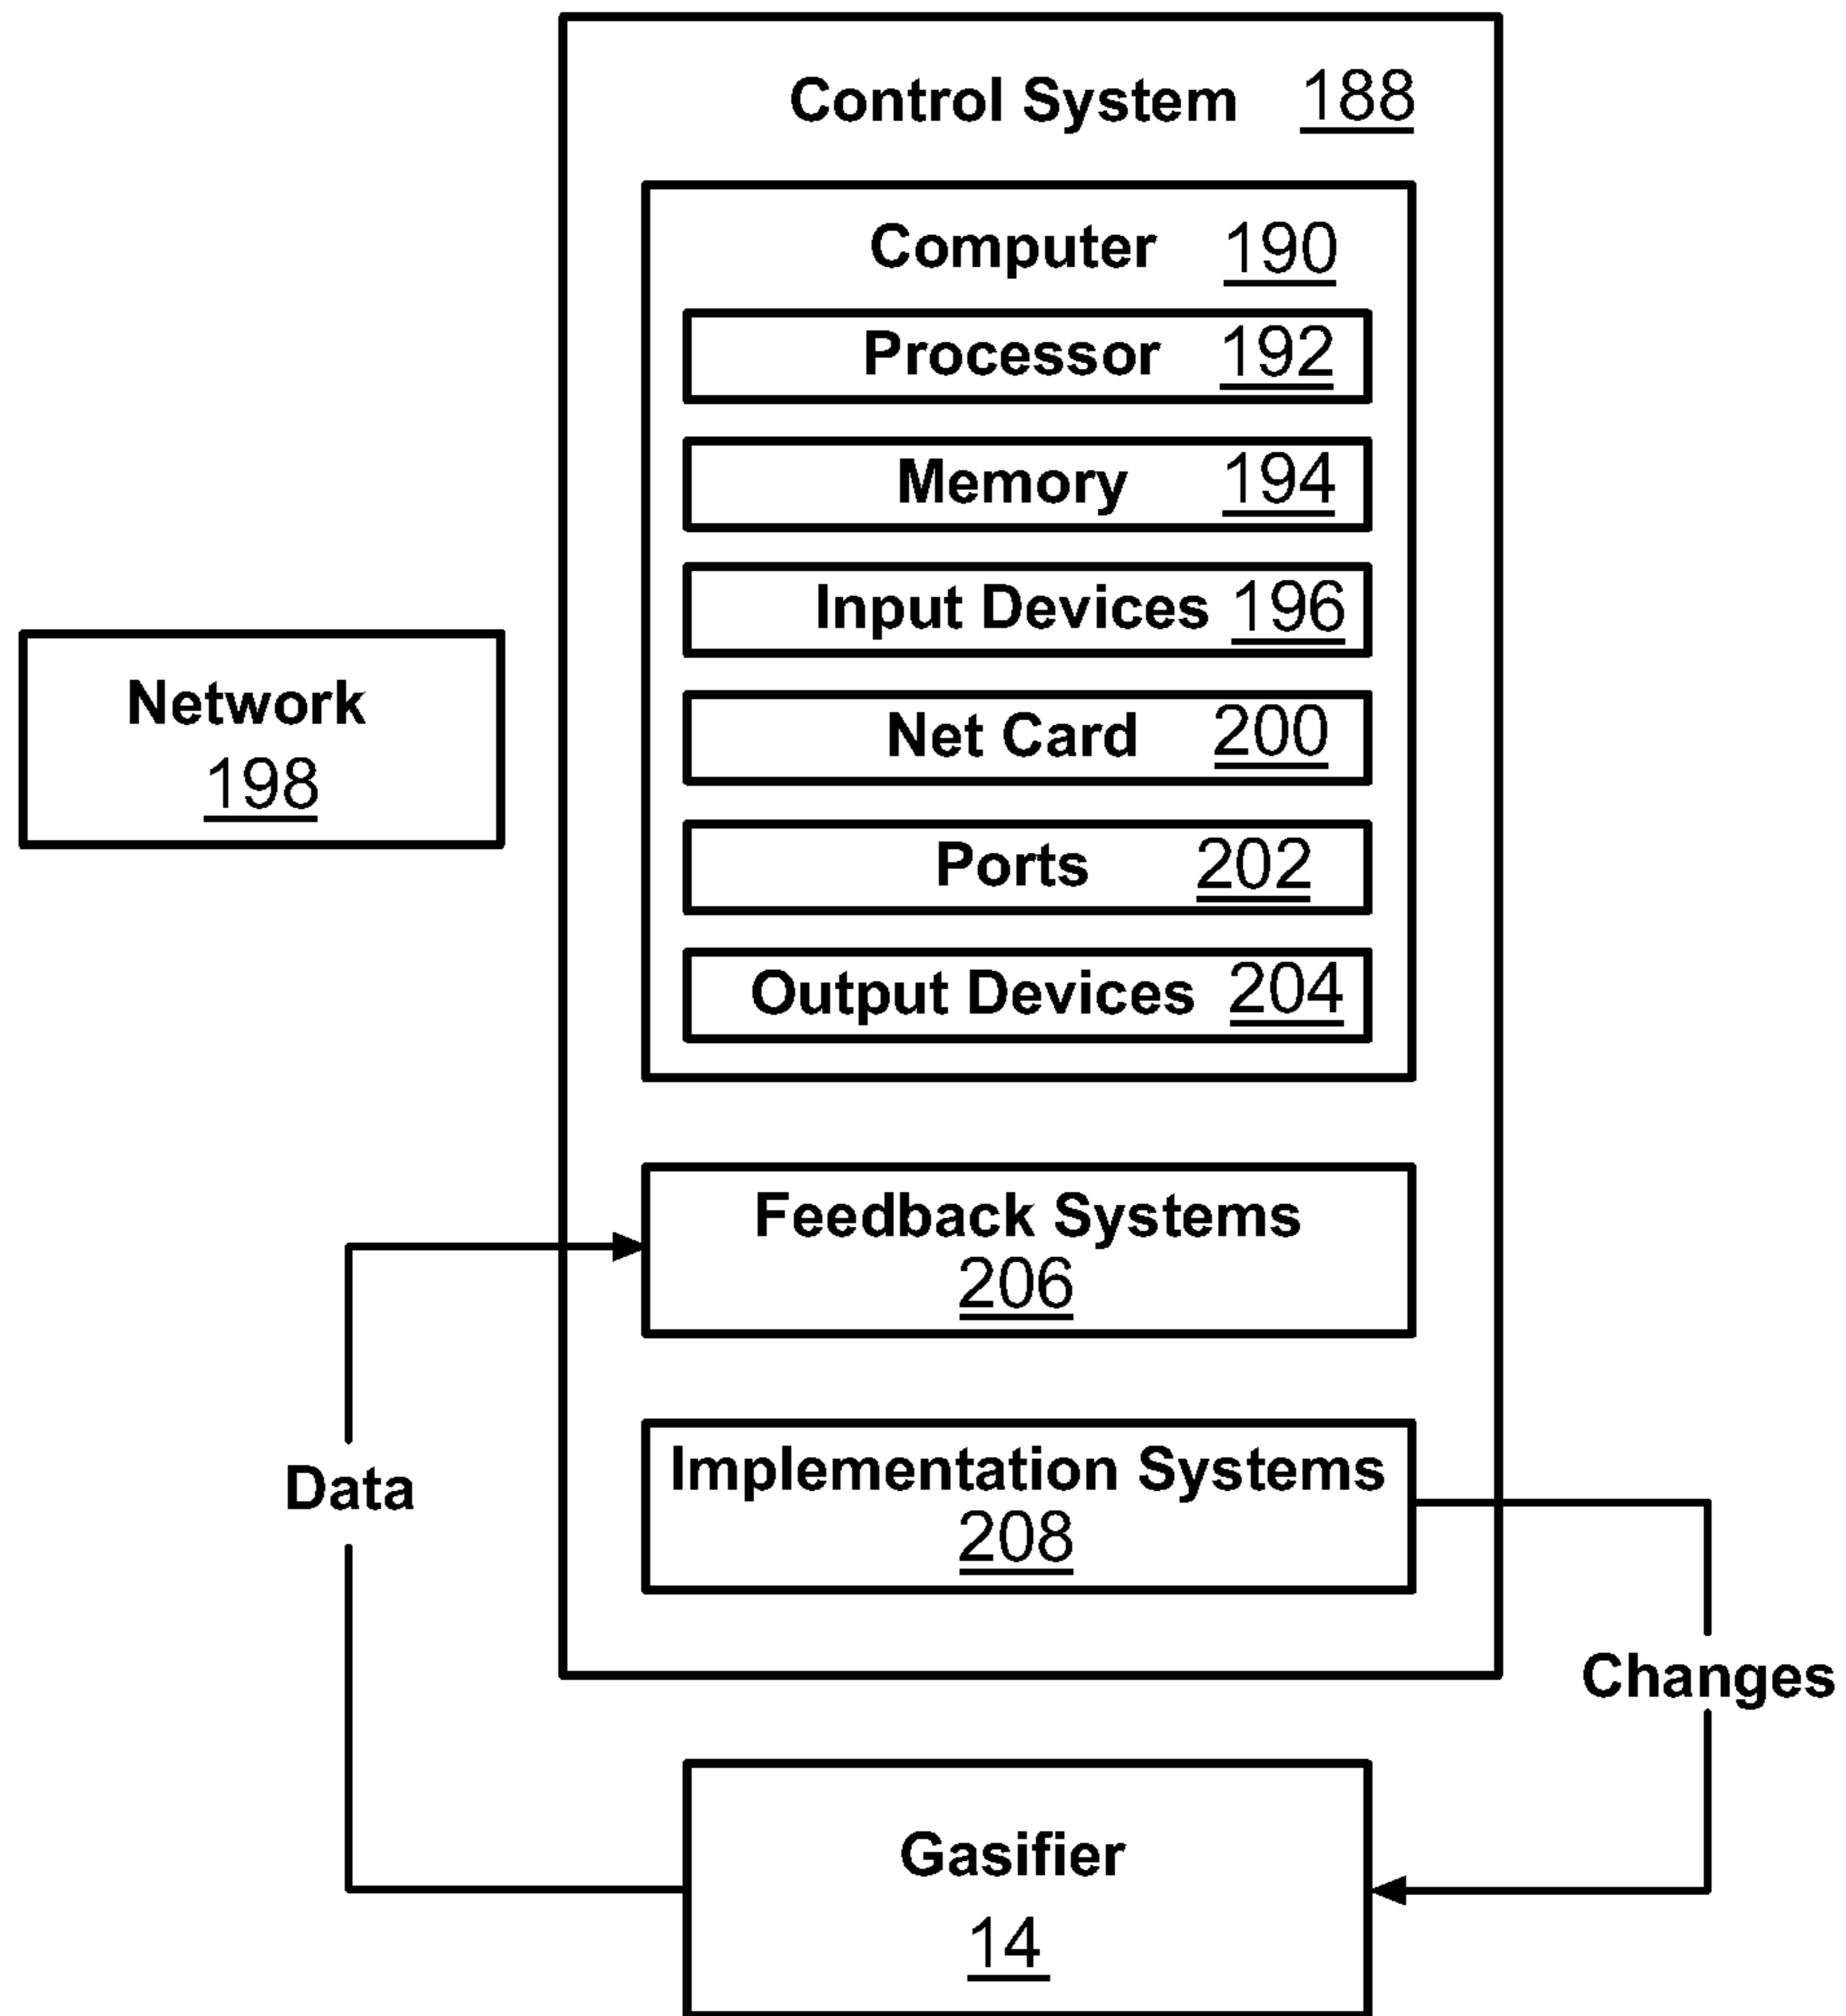 Control System 188
Computer 190
Processor 192
Memory 194
Input Devices 196
Network
198
Net Card 200
Ports 202
Output Devices 204
Feedback Systems
206
Data
Implementation Systems
208
Changes
Gasifier
14